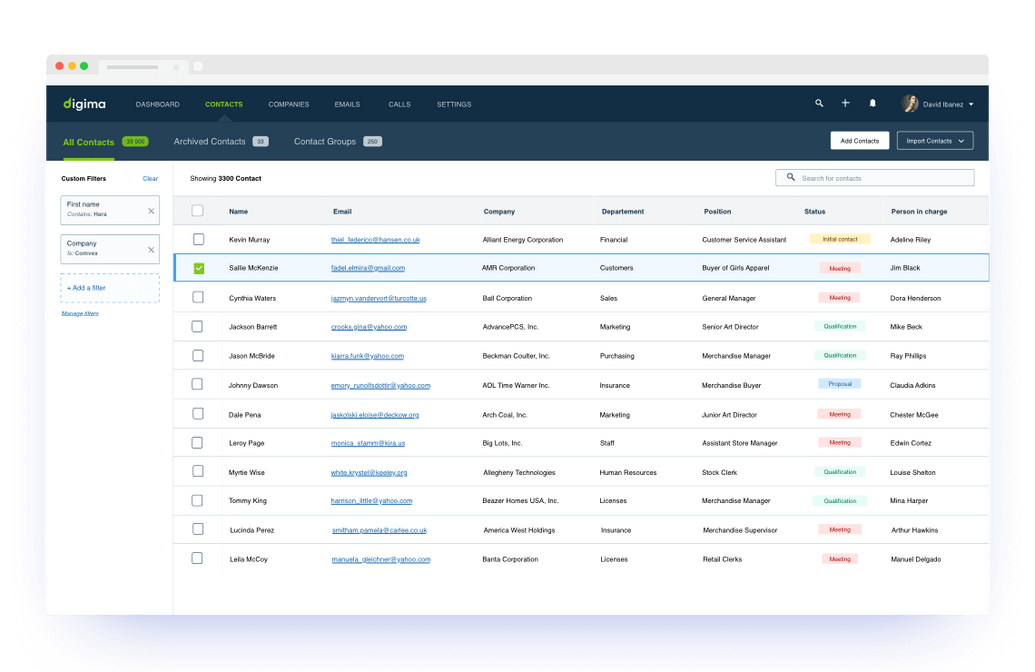 digima DASHBOARD CONTACTS COMPANIES EMAILS CALLS SETTINGS David Ibanez
All Contacts 35 000 Archived Contacts 33 Contact Groups 250 Add Contacts Import Contacts
Custom Filters Clear
First name
Contains: Hara
Company
Is: Comvex
+ Add a filter
Manage filters
Showing 3300 Contact Search for contacts
Name Email Company Departement Position Status Person in charge
Kevin Murray thiel_federico@hansen.co.uk Alliant Energy Corporation Financial Customer Service Assistant Initial contact Adeline Riley
Sallie McKenzie fadel.elmira@gmail.com AMR Corporation Customers Buyer of Girls Apparel Meeting Jim Black
Cynthia Waters jazmyn.vandervort@turcotte.us Ball Corporation Sales General Manager Meeting Dora Henderson
Jackson Barrett crooks.gina@yahoo.com AdvancePCS, Inc. Marketing Senior Art Director Qualification Mike Beck
Jason McBride kiarra.funk@yahoo.com Beckman Coulter, Inc. Purchasing Merchandise Manager Qualification Ray Phillips
Johnny Dawson emory_runolfsdottir@yahoo.com AOL Time Warner Inc. Insurance Merchandise Buyer Proposal Claudia Adkins
Dale Pena jaskolski.eloise@deckow.org Arch Coal, Inc. Marketing Junior Art Director Meeting Chester McGee
Leroy Page monica_stamm@kira.us Big Lots, Inc. Staff Assistant Store Manager Meeting Edwin Cortez
Myrtie Wise white.krystel@keeley.org Allegheny Technologies Human Resources Stock Clerk Qualification Louise Shelton
Tommy King harrison_little@yahoo.com Beazer Homes USA, Inc. Licenses Merchandise Manager Qualification Mina Harper
Lucinda Perez smitham.pamela@carlee.co.uk America West Holdings Insurance Merchandise Supervisor Meeting Arthur Hawkins
Leila McCoy manuela_gleichner@yahoo.com Banta Corporation Licenses Retail Clerks Meeting Manuel Delgado